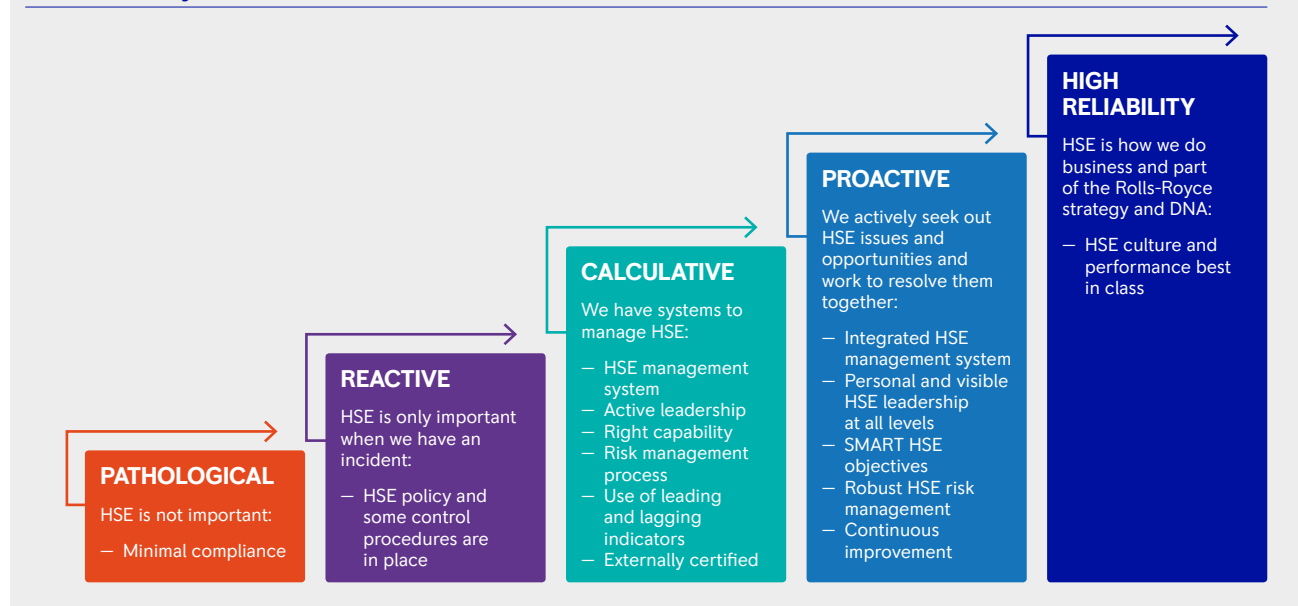 PATHOLOGICAL
HSE is not important:
— Minimal compliance
REACTIVE
HSE is only important
when we have an
incident:
— HSE policy and
some control
procedures are
in place
CALCULATIVE
We have systems to
manage HSE:
— HSE management
system
— Active leadership
— Right capability
— Risk management
process
— Use of leading
and lagging
indicators
— Externally certified
PROACTIVE
We actively seek out
HSE issues and
opportunities and
work to resolve them
together:
— Integrated HSE
management system
— Personal and visible
HSE leadership
at all levels
— SMART HSE
objectives
— Robust HSE risk
management
— Continuous
improvement
HIGH
RELIABILITY
HSE is how we do
business and part
of the Rolls-Royce
strategy and DNA:
— HSE culture and
performance best
in class